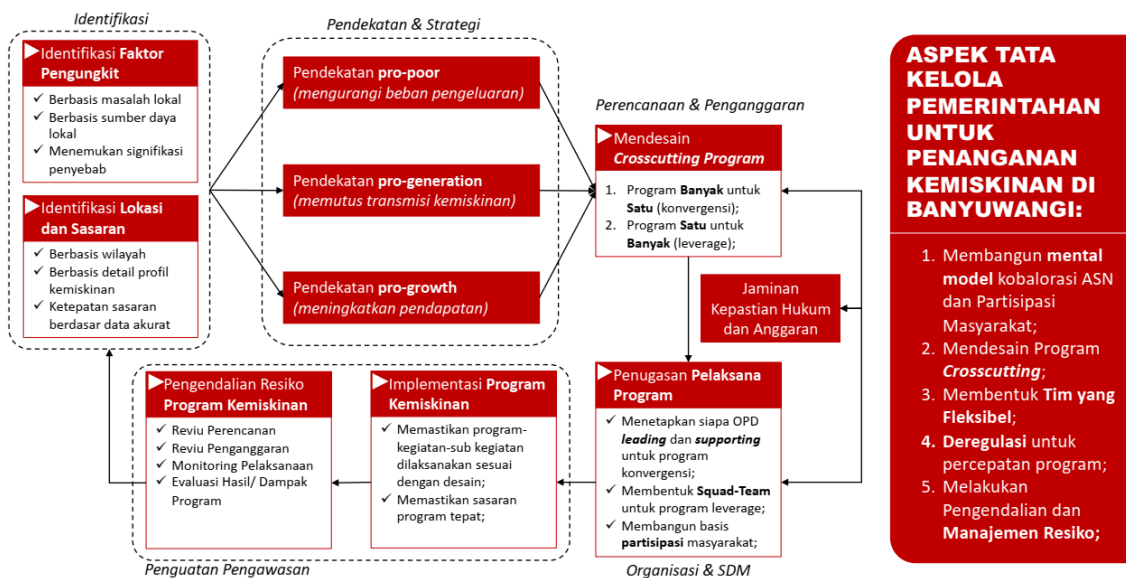 Identifikasi
Identifikasi Faktor
Pengungkit
✓ Berbasis masalah lokal
✓ Berbasis sumber daya
lokal
✓ Menemukan signifikasi
penyebab
Identifikasi Lokasi
dan Sasaran
✓ Berbasis wilayah
✓ Berbasis detail profil
kemiskinan
✓ Ketepatan sasaran
berdasar data akurat
Pendekatan & Strategi
Pendekatan pro-poor
(mengurangi beban pengeluaran)
Pendekatan pro-generation
(memutus transmisi kemiskinan)
Pendekatan pro-growth
(meningkatkan pendapatan)
Perencanaan & Penganggaran
Mendesain
Crosscutting Program
1. Program Banyak untuk
Satu (konvergensi);
2. Program Satu untuk
Banyak (leverage);
Jaminan
Kepastian Hukum
dan Anggaran
Penugasan Pelaksana
Program
✓ Menetapkan siapa OPD
leading dan supporting
untuk program
konvergensi;
✓ Membentuk Squad-Team
untuk program leverage;
✓ Membangun basis
partisipasi masyarakat;
Organisasi & SDM
Implementasi Program
Kemiskinan
✓ Memastikan program-
kegiatan-sub kegiatan
dilaksanakan sesuai
dengan desain;
✓ Memastikan sasaran
program tepat;
Pengendalian Resiko
Program Kemiskinan
✓ Reviu Perencanan
✓ Reviu Penganggaran
✓ Monitoring Pelaksanaan
✓ Evaluasi Hasil/ Dampak
Program
Penguatan Pengawasan
ASPEK TATA
KELOLA
PEMERINTAHAN
UNTUK
PENANGANAN
KEMISKINAN DI
BANYUWANGI:
1. Membangun mental
model kobalorasi ASN
dan Partisipasi
Masyarakat;
2. Mendesain Program
Crosscutting;
3. Membentuk Tim yang
Fleksibel;
4. Deregulasi untuk
percepatan program;
5. Melakukan
Pengendalian dan
Manajemen Resiko;